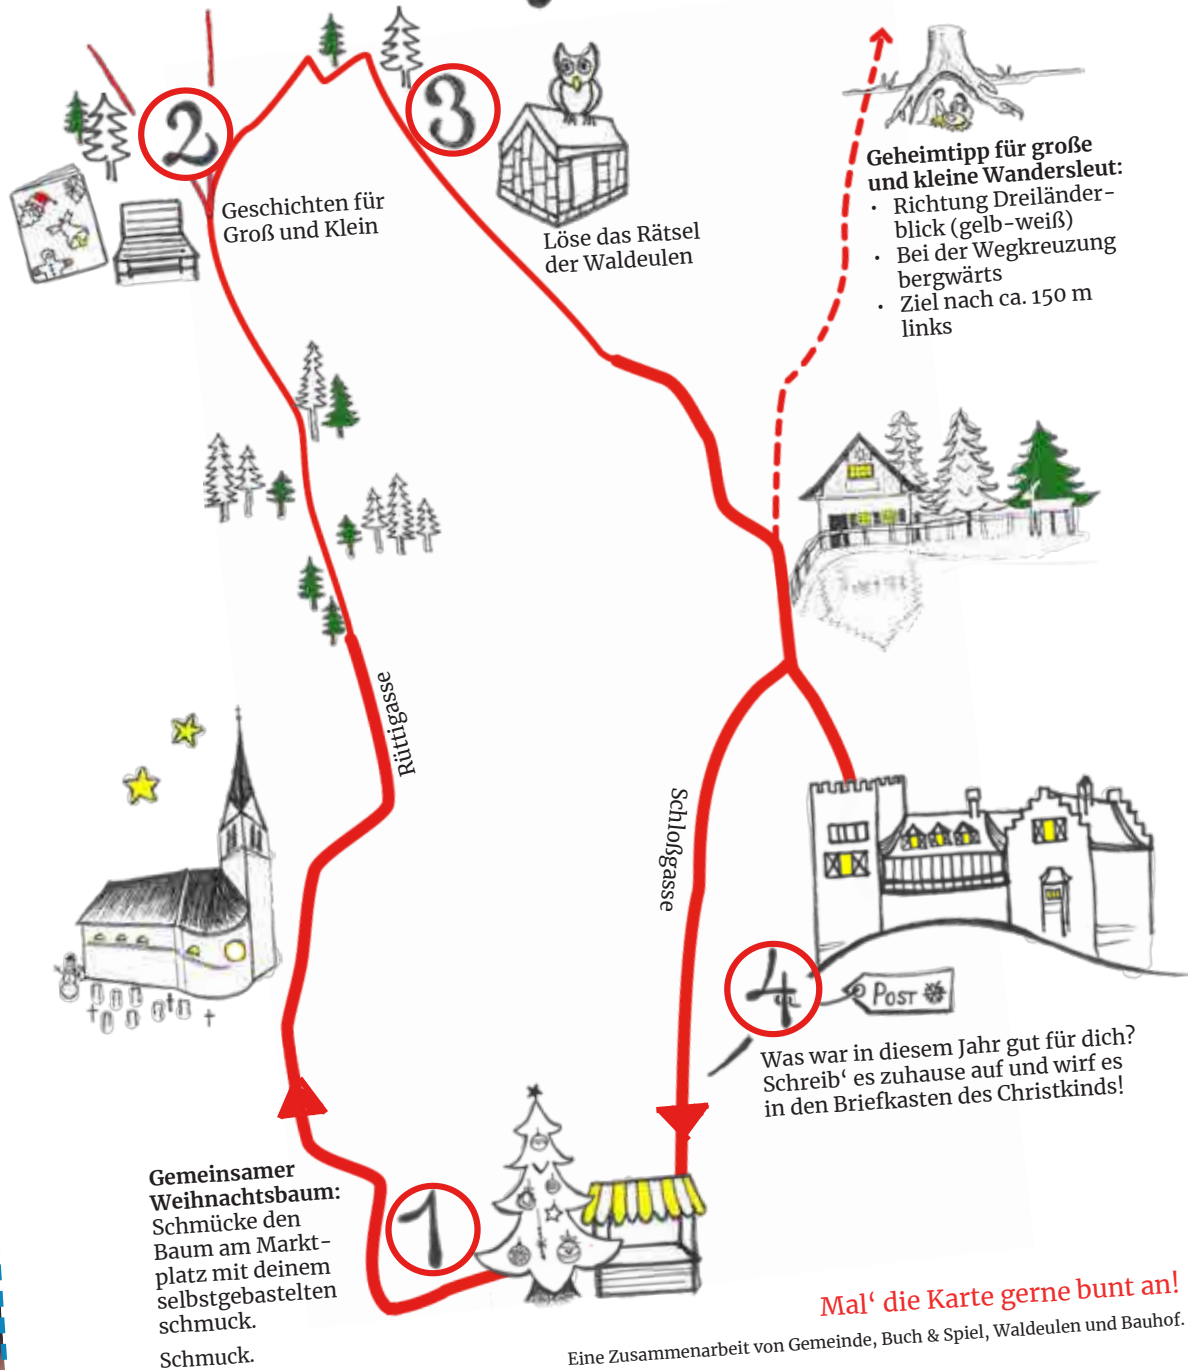 2
3
Geschichten für
Groß und Klein
Löse das Rätsel
der Waldeulen
Geheimtipp für große
und kleine Wandersleut:
• Richtung Dreiländer-
blick (gelb-weiß)
• Bei der Wegkreuzung
bergwärts
• Ziel nach ca. 150 m
links
Rüttigasse
Schloßgasse
4
POST
Was war in diesem Jahr gut für dich?
Schreib‘ es zuhause auf und wirf es
in den Briefkasten des Christkinds!
Gemeinsamer
Weihnachtsbaum:
Schmücke den
Baum am Markt-
platz mit deinem
selbstgebastelten
schmuck.
Schmuck.
1
Mal‘ die Karte gerne bunt an!
Eine Zusammenarbeit von Gemeinde, Buch & Spiel, Waldeulen und Bauhof.